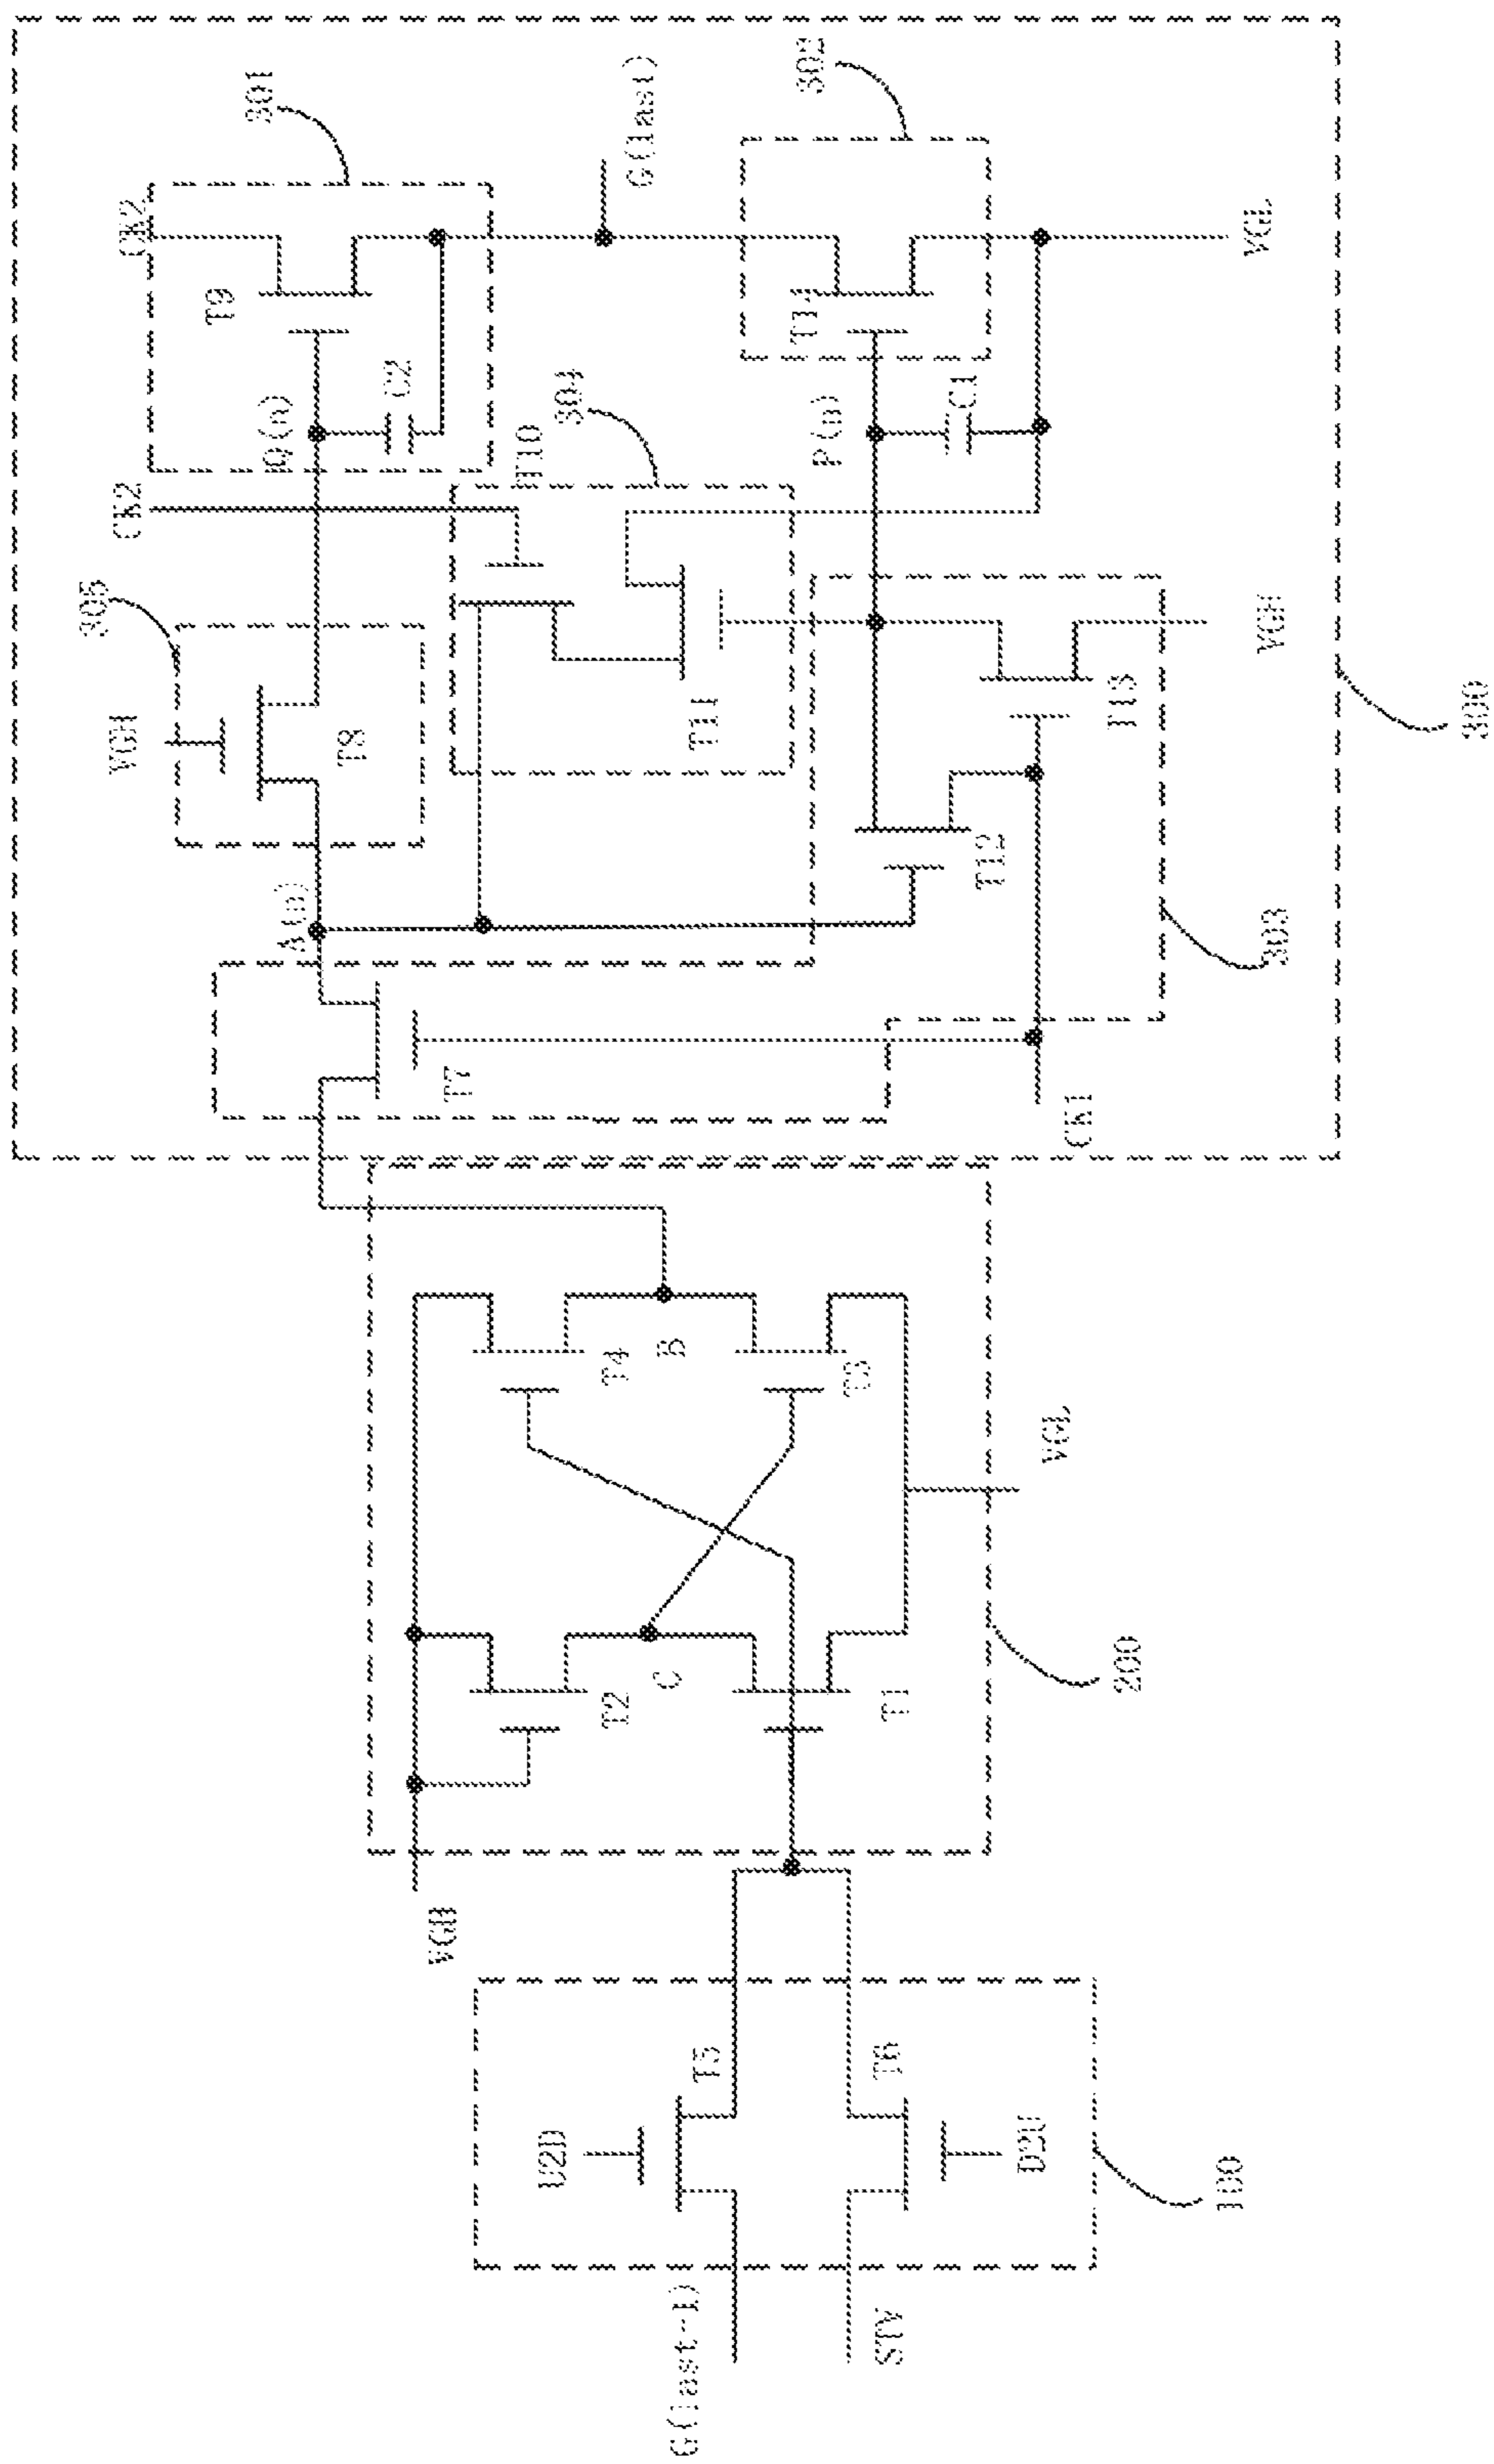 G(last-1)
STV
U2D
D2U
T5
T6
100
VGH
T2
C
T1
T4
B
T3
VGL
200
CK1
T7
A(n)
303
VGH
T8
305
T12
T13
VGH
T11
T10
304
CK2
Q(n)
C2
P(n)
C1
T9
CK2
301
T14
302
G(last)
VGL
300